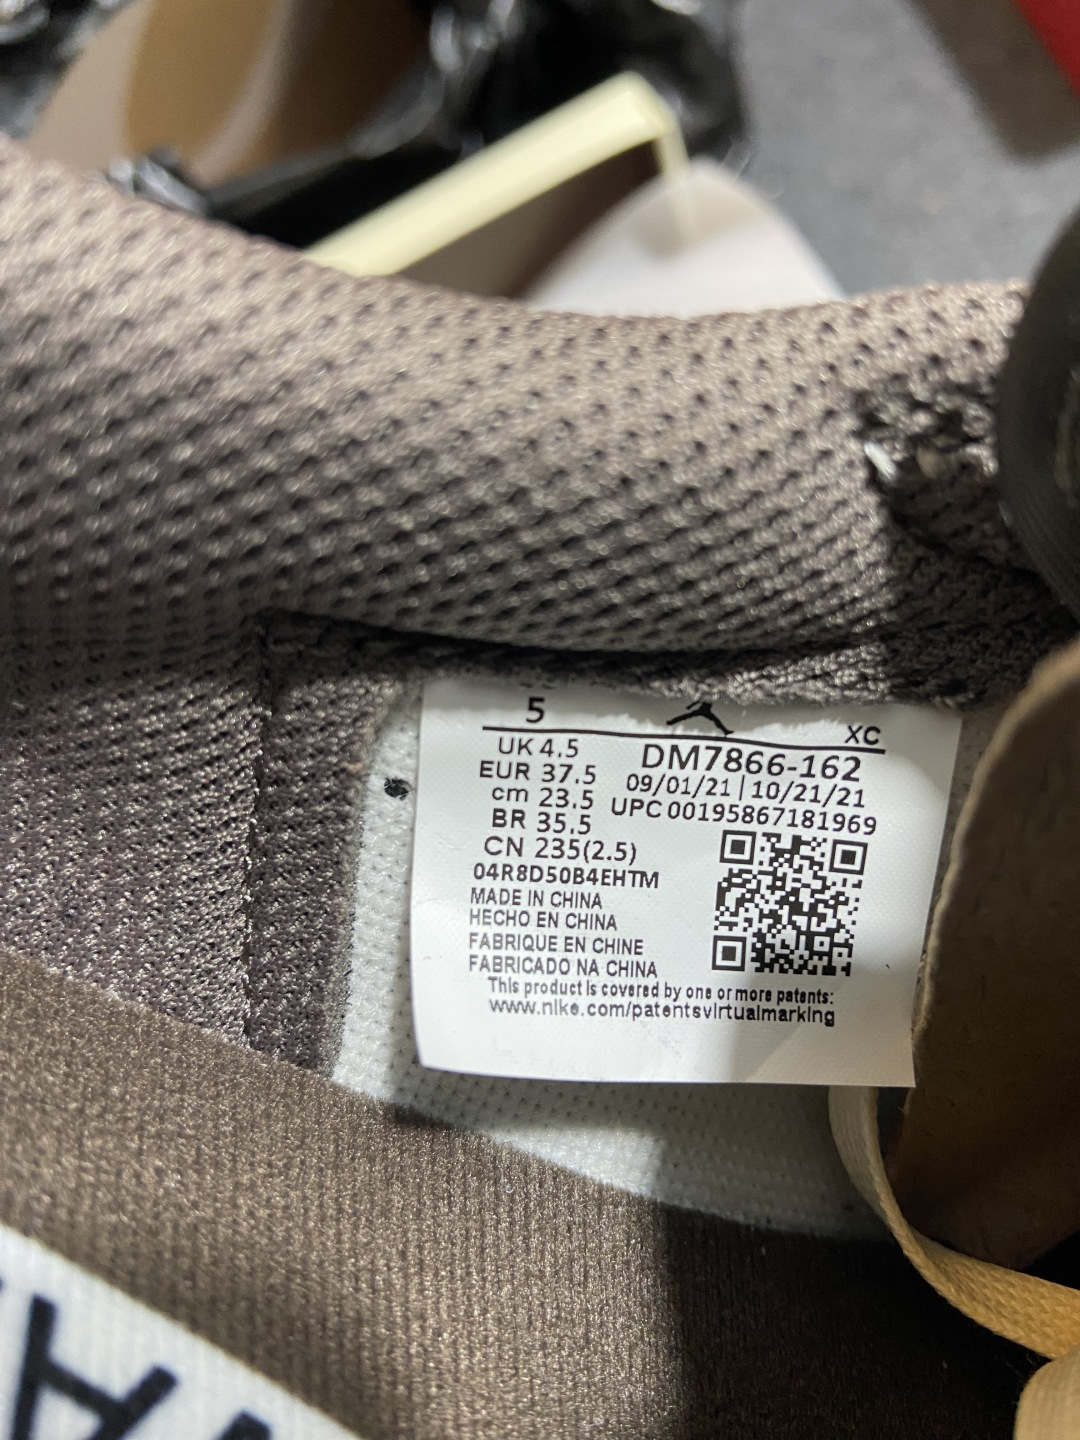 5
XC
UK 4.5
DM7866-162
EUR 37.5
09/01/21 | 10/21/21
cm 23.5
UPC 00195867181969
BR 35.5
CN 235(2.5)
04R8D50B4EHTM
MADE IN CHINA
HECHO EN CHINA
FABRIQUE EN CHINE
FABRICADO NA CHINA
This product is covered by one or more patents:
www.nike.com/patentsvirtualmarking